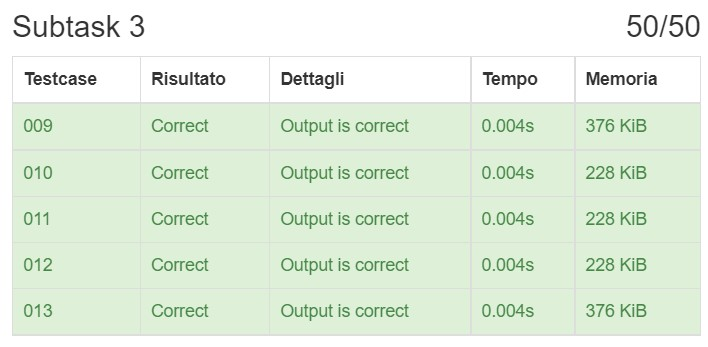 Subtask 3 50/50
Testcase Risultato Dettagli Tempo Memoria
009 Correct Output is correct 0.004s 376 KiB
010 Correct Output is correct 0.004s 228 KiB
011 Correct Output is correct 0.004s 228 KiB
012 Correct Output is correct 0.004s 228 KiB
013 Correct Output is correct 0.004s 376 KiB